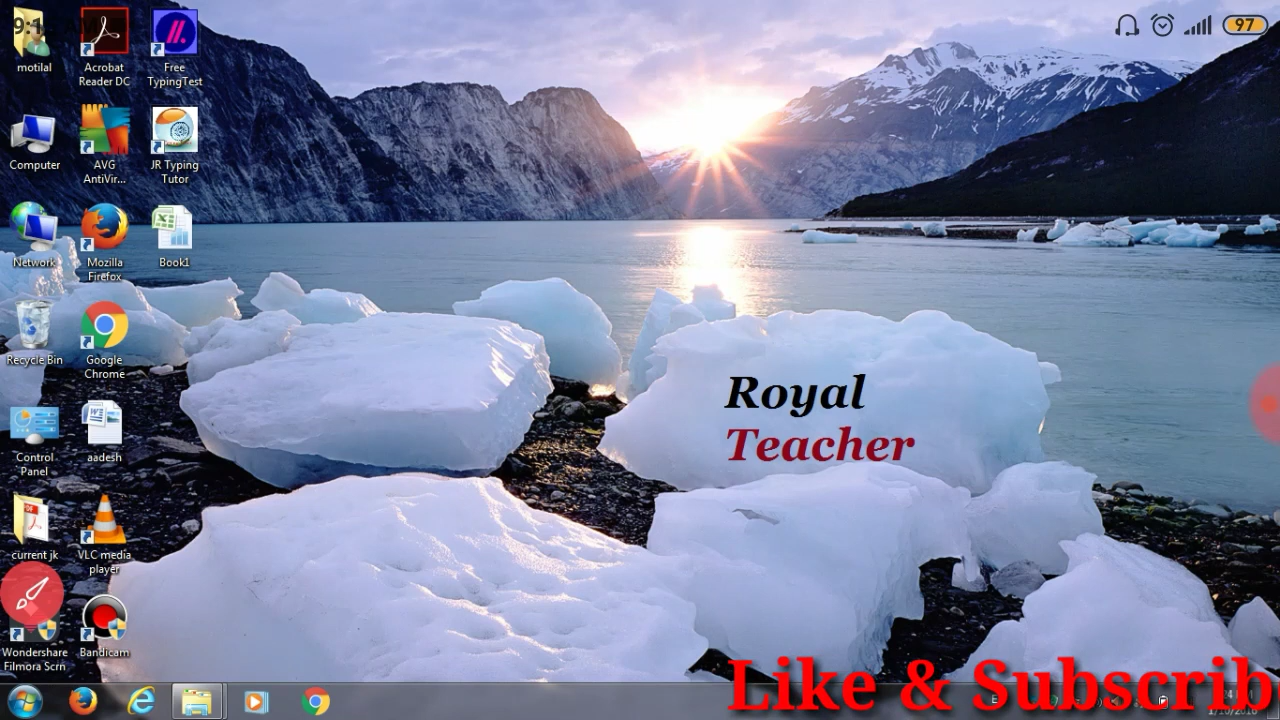 97
motilal
Acrobat
Reader DC
Free
TypingTest
Computer
AVG
AntiVir...
JR Typing
Tutor
Network
Mozilla
Firefox
Book1
Recycle Bin
Google
Chrome
Control
Panel
aadesh
current jk
VLC media
player
Wondershare
Filmora Scrn
Bandicam
Royal
Teacher
Like & Subscrib